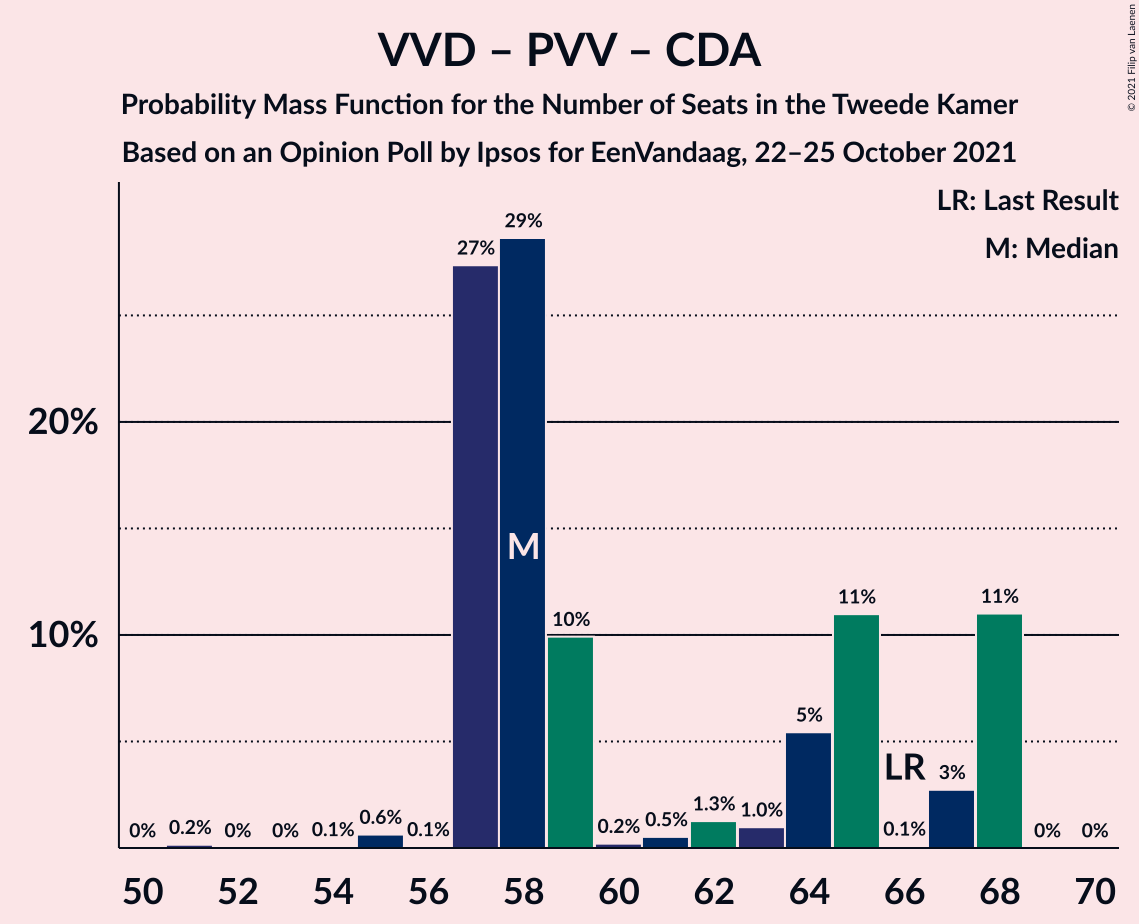 VVD – PVV – CDA
Probability Mass Function for the Number of Seats in the Tweede Kamer
Based on an Opinion Poll by Ipsos for EenVandaag, 22–25 October 2021
© 2021 Filip van Laenen
LR: Last Result
M: Median
20%
10%
0%
0.2%
0%
0%
0.1%
0.6%
0.1%
27%
29%
10%
0.2%
0.5%
1.3%
1.0%
5%
11%
0.1%
3%
11%
0%
0%
M
LR
50 52 54 56 58 60 62 64 66 68 70